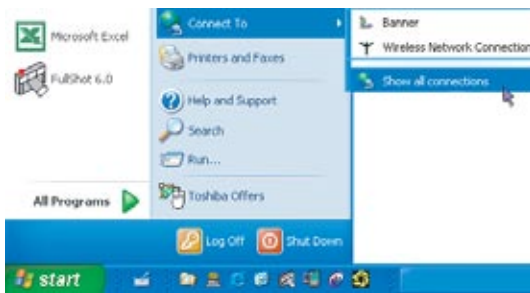 Microsoft Excel
FullShot 6.0
All Programs
Connect To
Printers and Faxes
Help and Support
Search
Run...
Toshiba Offers
Log Off
Shut Down
Banner
Wireless Network Connection
Show all connections
start